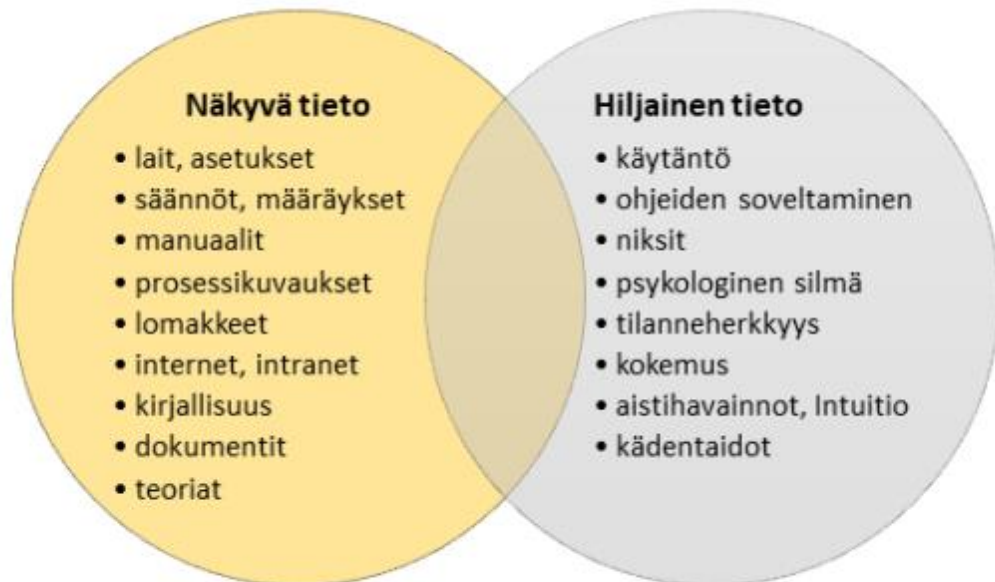 Näkyvä tieto
• lait, asetukset
• säännöt, määräykset
• manuaalit
• prosessikuvaukset
• lomakkeet
• internet, intranet
• kirjallisuus
• dokumentit
• teoriat
Hiljainen tieto
• käytäntö
• ohjeiden soveltaminen
• niksit
• psykologinen silmä
• tilanneherkkyys
• kokemus
• aistihavainnot, Intuitio
• kädentaidot